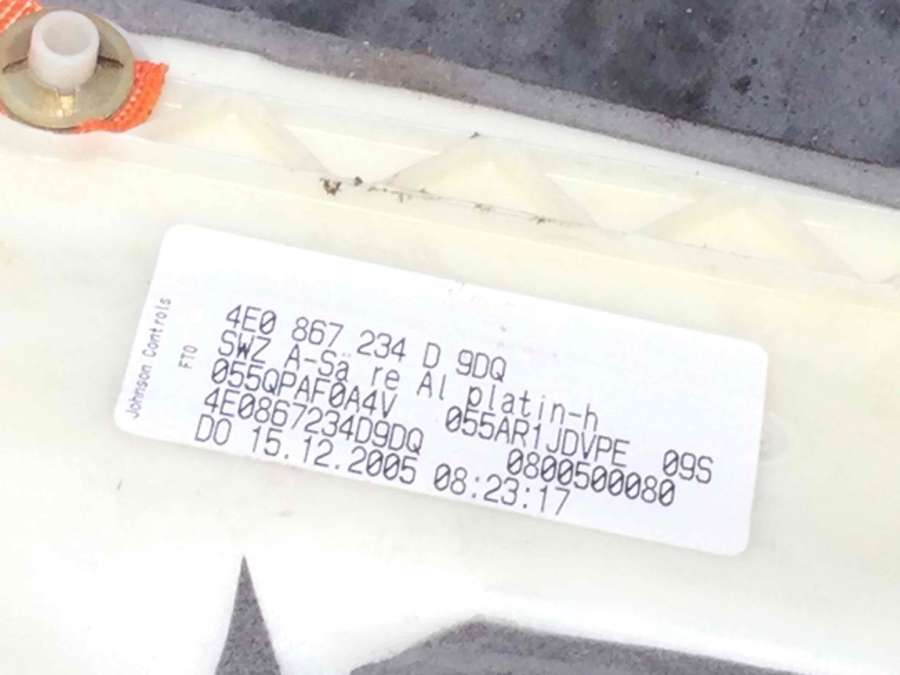 Johnson Controls
FTO
4E0 867 234 D 9DQ
SWZ A-Sä re Al platin-h
055QPAF0A4V 055AR1JDVPE 09S
4E0867234D9DQ 0800500080
DO 15.12.2005 08:23:17